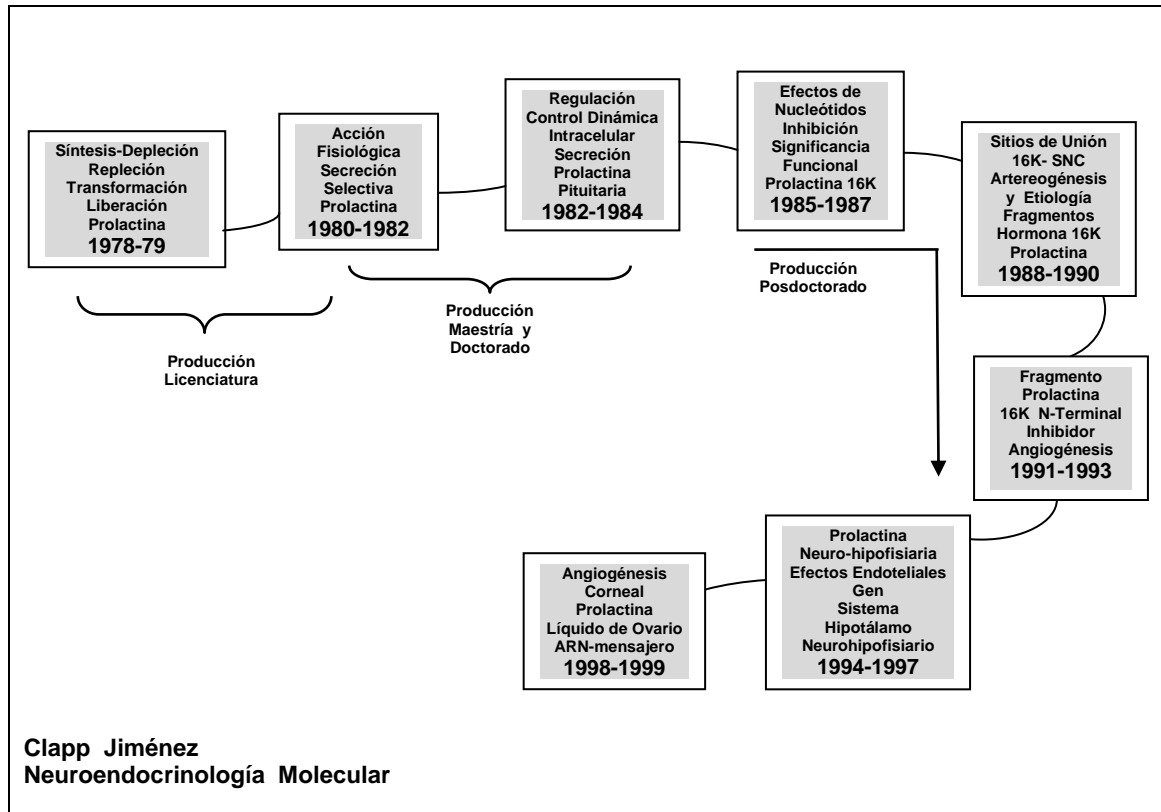 Síntesis-Depleción
Repleción
Transformación
Liberación
Prolactina
1978-79
Acción
Fisiológica
Secreción
Selectiva
Prolactina
1980-1982
Regulación
Control Dinámica
Intracelular
Secreción
Prolactina
Pituitaria
1982-1984
Efectos de
Nucleótidos
Inhibición
Significancia
Funcional
Prolactina 16K
1985-1987
Sitios de Unión
16K- SNC
Artereogénesis
y Etiología
Fragmentos
Hormona 16K
Prolactina
1988-1990
Producción
Licenciatura
Producción
Maestría y
Doctorado
Producción
Posdoctorado
Fragmento
Prolactina
16K N-Terminal
Inhibidor
Angiogénesis
1991-1993
Prolactina
Neuro-hipofisiaria
Efectos Endoteliales
Gen
Sistema
Hipotálamo
Neurohipofisiario
1994-1997
Angiogénesis
Corneal
Prolactina
Líquido de Ovario
ARN-mensajero
1998-1999
Clapp Jiménez
Neuroendocrinología Molecular